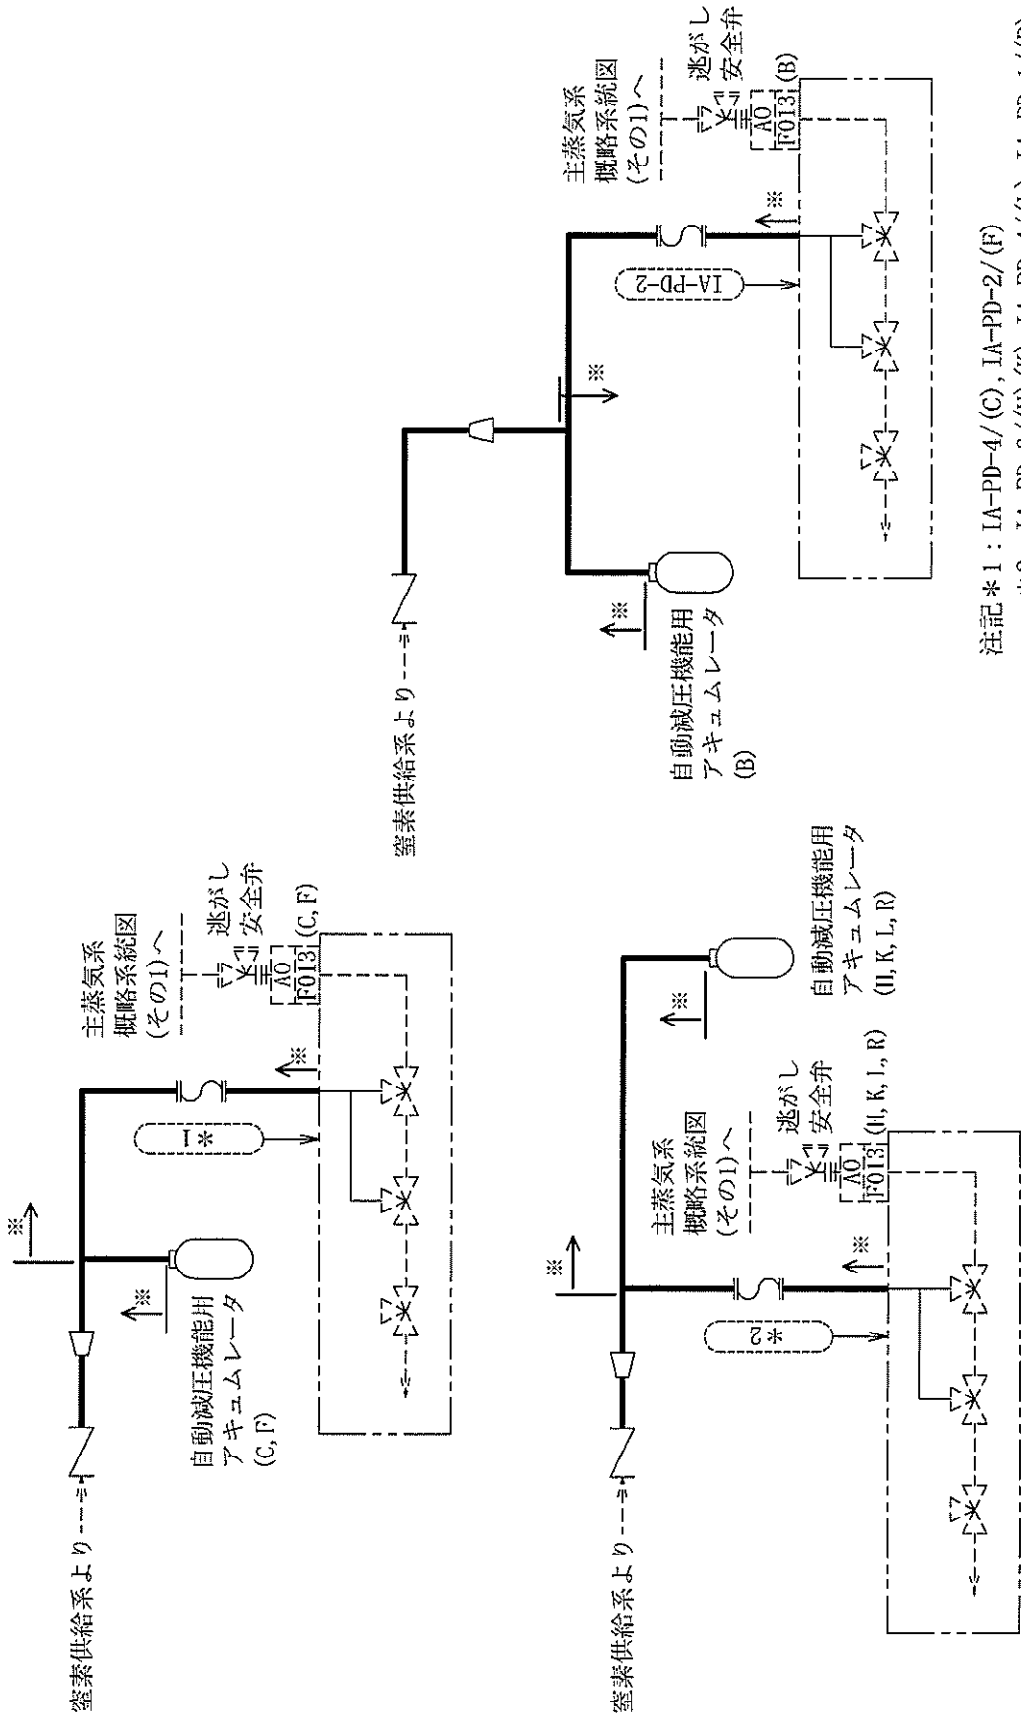 窒素供給系より
※
自動減圧機能用
アキュムレータ
(C,F)
※
*1
※
主蒸気系
概略系統図
(その1)へ
逃がし
安全弁
AO
F013
(C,F)
窒素供給系より
※
*2
※
主蒸気系
概略系統図
(その1)へ
逃がし
安全弁
AO
F013
(H,K,L,R)
※
自動減圧機能用
アキュムレータ
(H,K,L,R)
窒素供給系より
※
自動減圧機能用
アキュムレータ
(B)
※
IA-PD-2
※
主蒸気系
概略系統図
(その1)へ
逃がし
安全弁
AO
F013
(B)
注記*1:IA-PD-4/(C), IA-PD-2/(F)